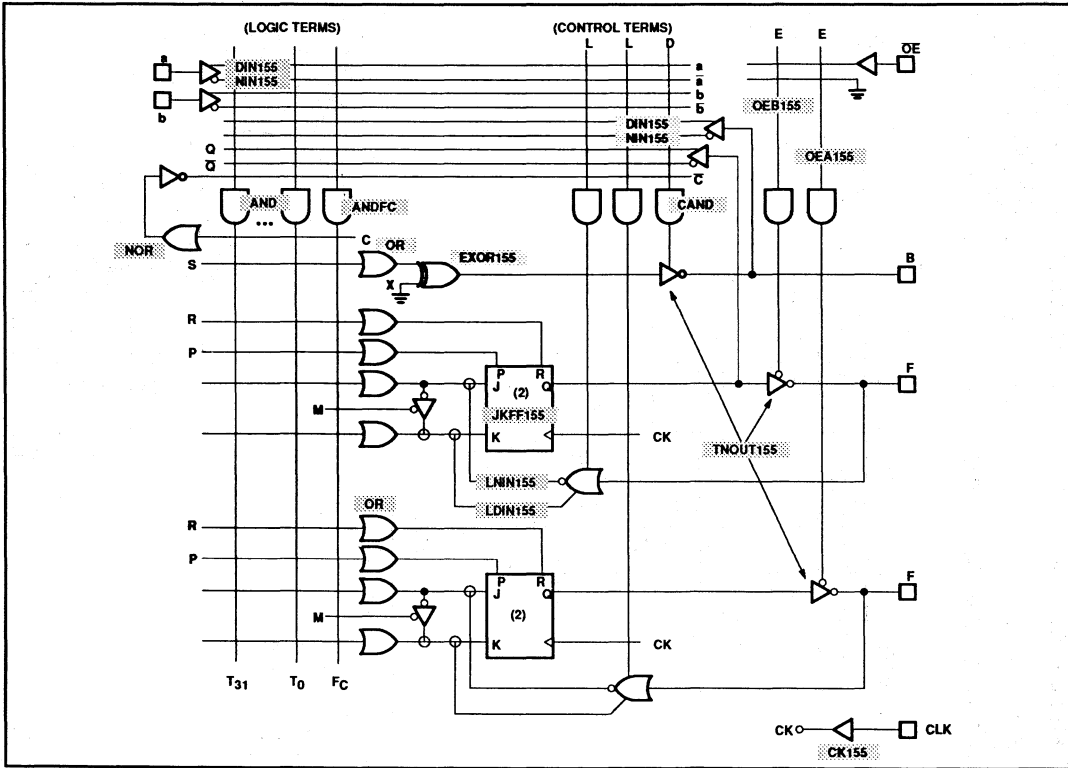 (LOGIC TERMS) (CONTROL TERMS)
L L D E E
a DIN155 a OE
NIN155 a
b b
b
OEB155
DIN155
NIN155
Q
Q OEA155
C
AND ... ANDFC CAND
NOR C OR
S EXOR155
X B
R
P
P R F
J (2) Q
M JKFF155
K CK
TNOUT155
LNIN155
OR LDIN155
R
P
P R F
J Q
M (2)
K CK
T31 T0 FC
CK CLK
CK155